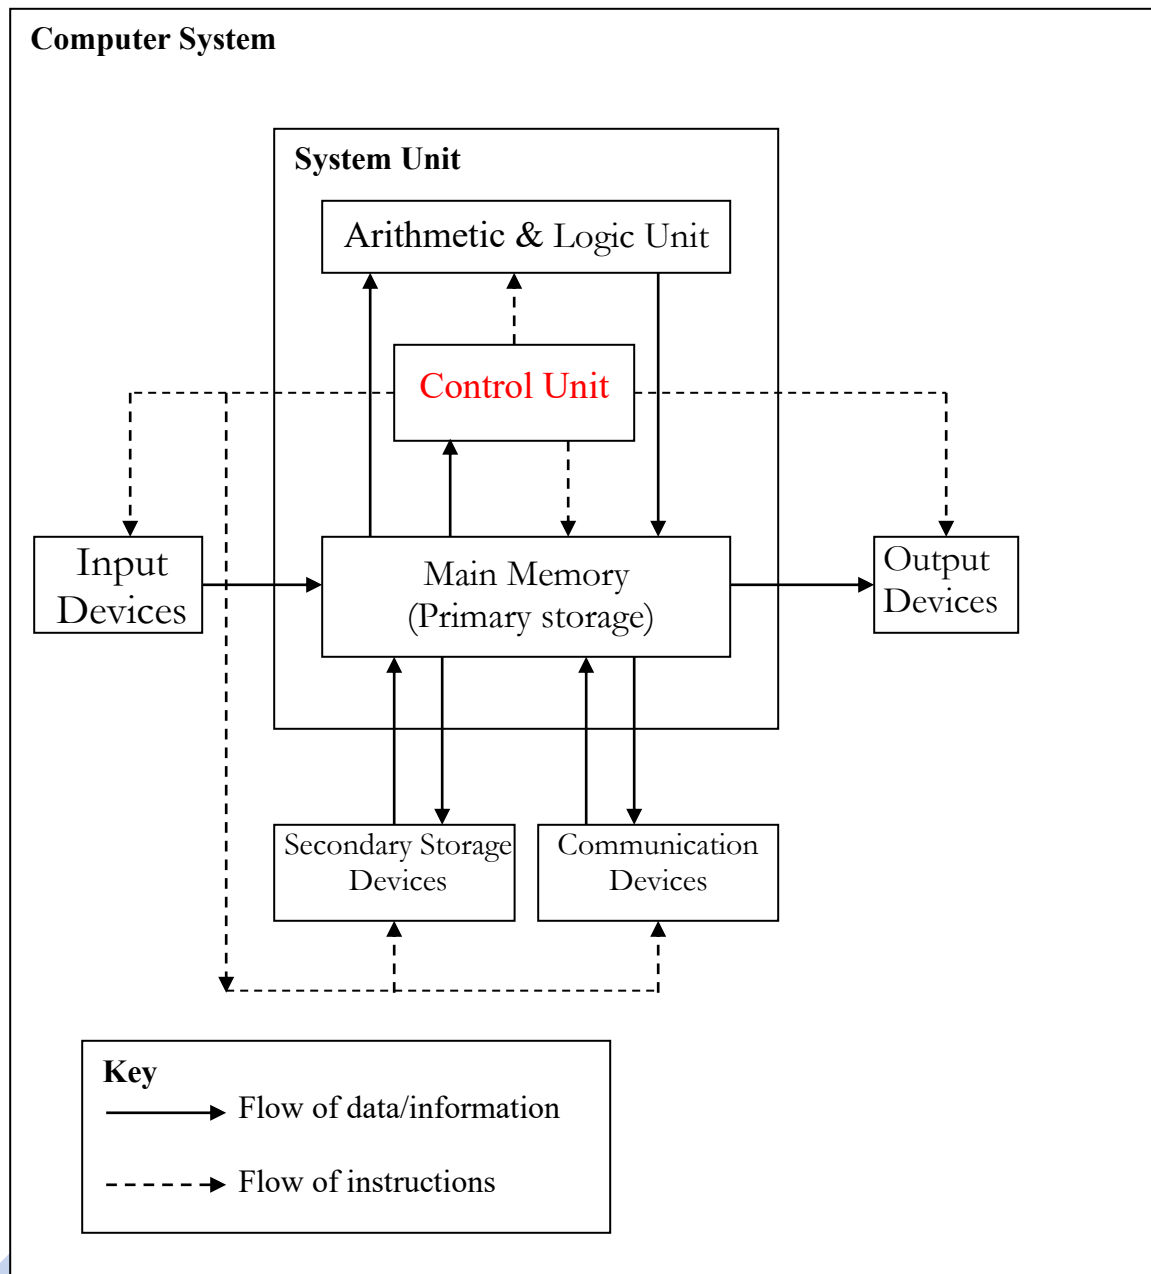 Computer System
System Unit
Arithmetic & Logic Unit
Control Unit
Input
Devices
Main Memory
(Primary storage)
Output
Devices
Secondary Storage
Devices
Communication
Devices
Key
Flow of data/information
Flow of instructions